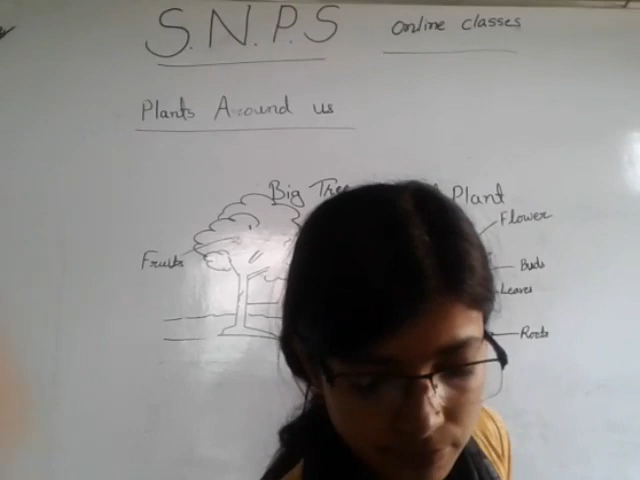 S.N.P.S
Online classes
Plants Around us
Big Tree
Plant
Flower
Fruits
Buds
Leaves
Roots